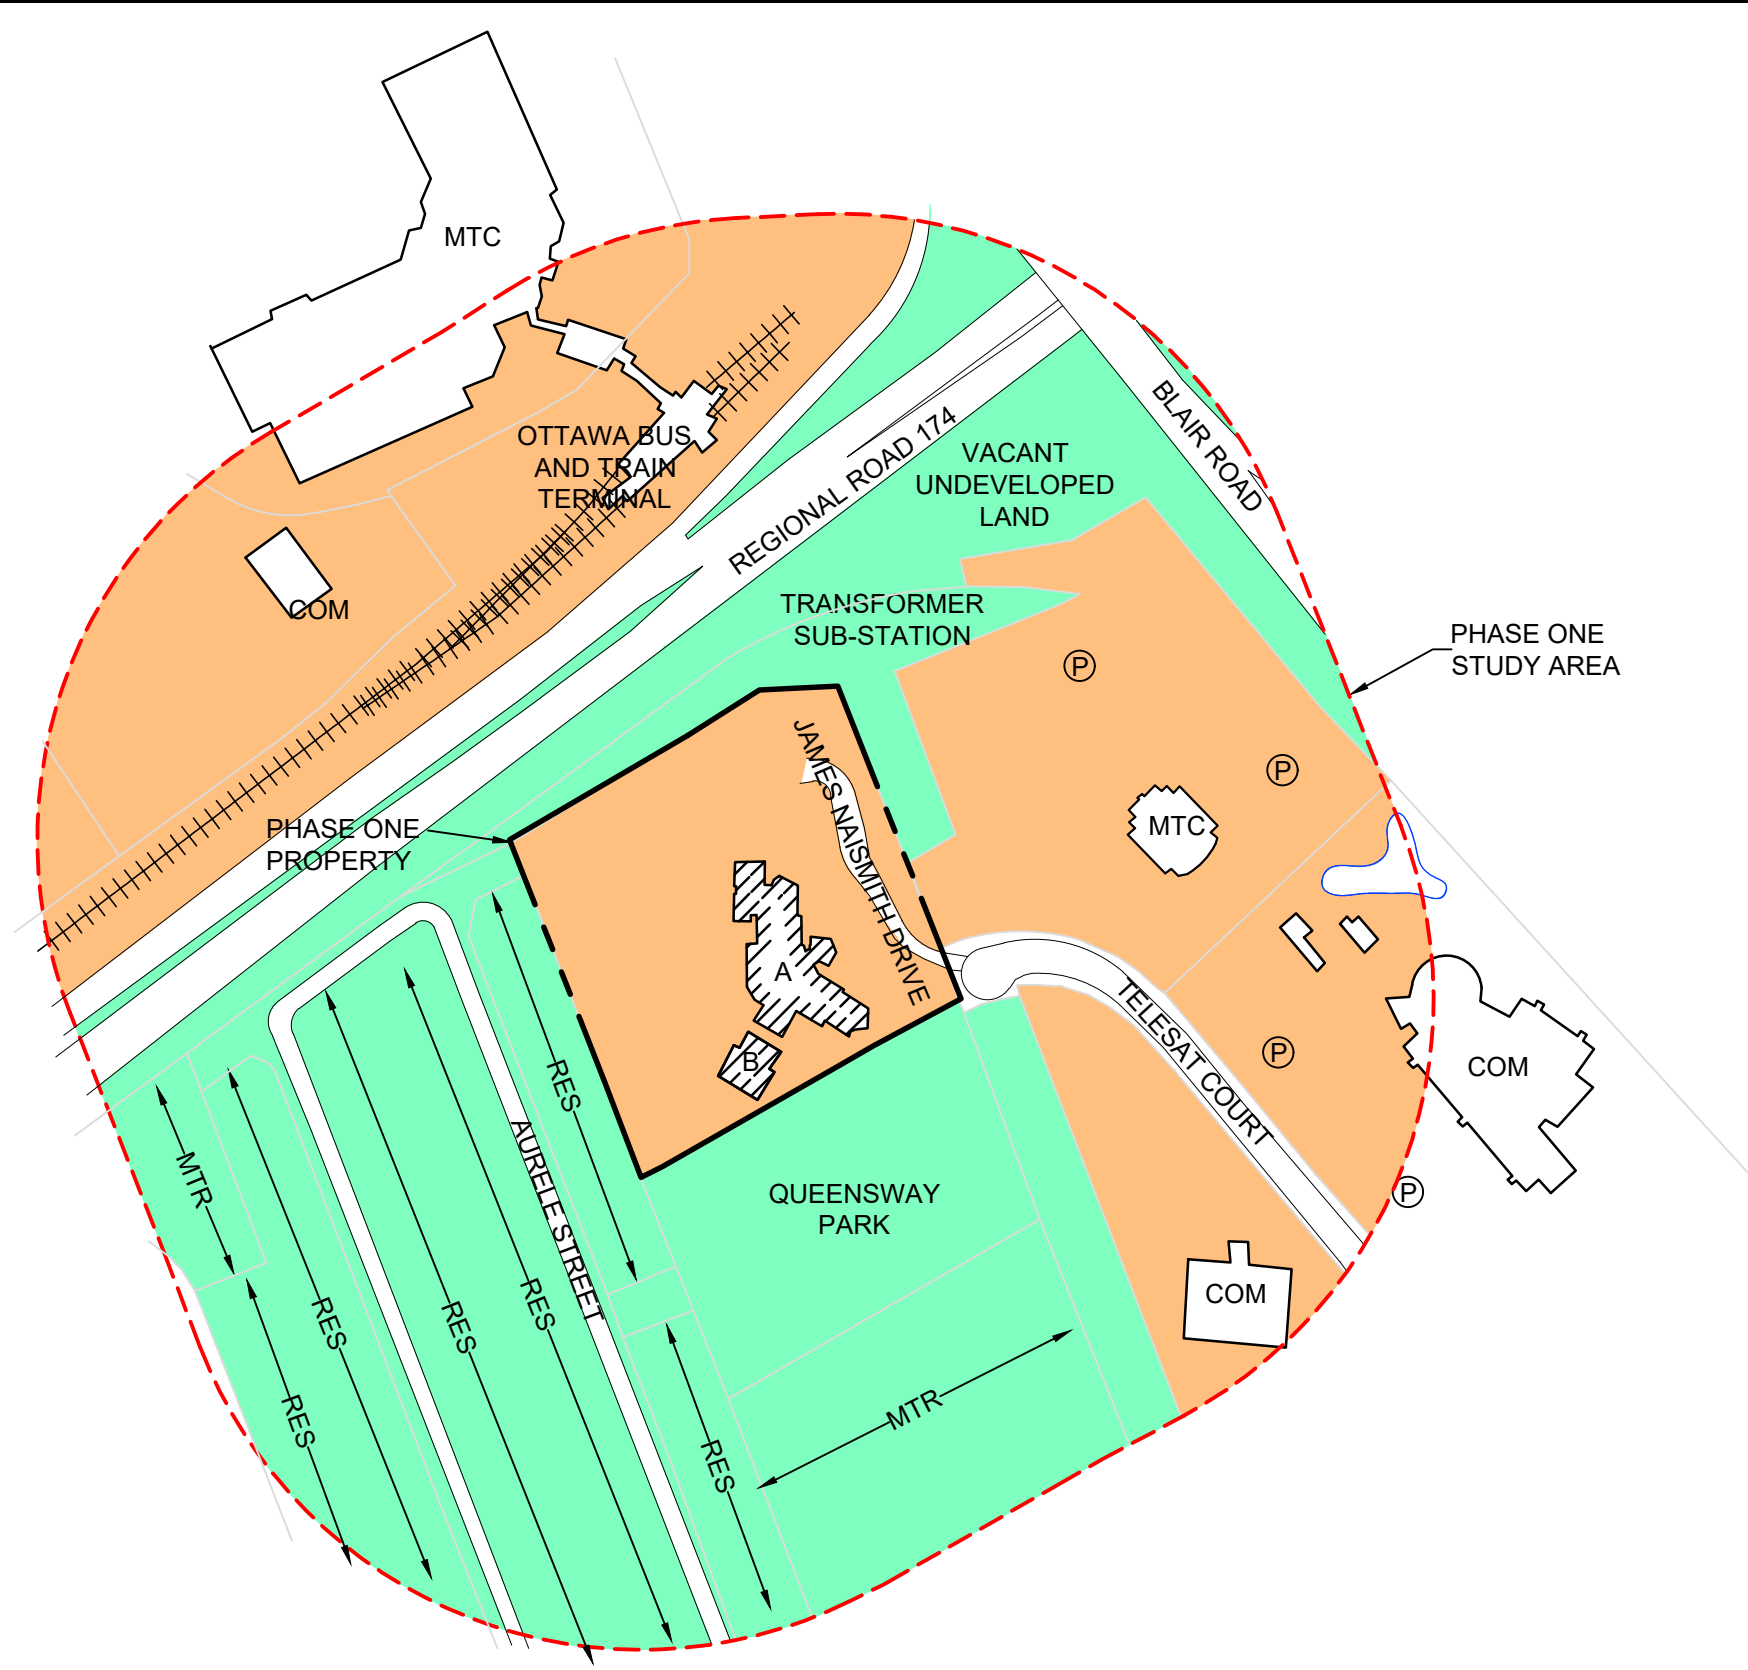 MTC
OTTAWA BUS
AND TRAIN
TERMINAL
COM
REGIONAL ROAD 174
VACANT
UNDEVELOPED
LAND
BLAIR ROAD
TRANSFORMER
SUB-STATION
PHASE ONE
STUDY AREA
P
P
JAMES NAISMITH DRIVE
PHASE ONE
PROPERTY
MTC
A
B
TELESAT COURT
P
COM
P
RES
MTR
AURELE STREET
QUEENSWAY
PARK
RES
RES
RES
RES
RES
MTR
COM